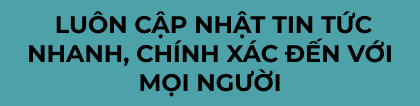 LUÔN CẬP NHẬT TIN TỨC
NHANH, CHÍNH XÁC ĐẾN VỚI
MỌI NGƯỜI